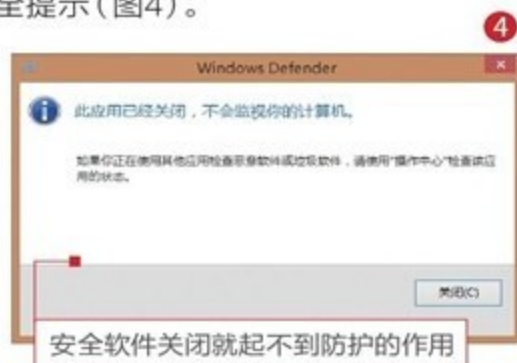 全提示(图4)。
4
Windows Defender
x
此应用已经关闭,不会监视你的计算机。
如果你正在使用其他应用检查恶意软件或垃圾软件,请使用"操作中心"检查该应
用的状态。
关闭(C)
安全软件关闭就起不到防护的作用